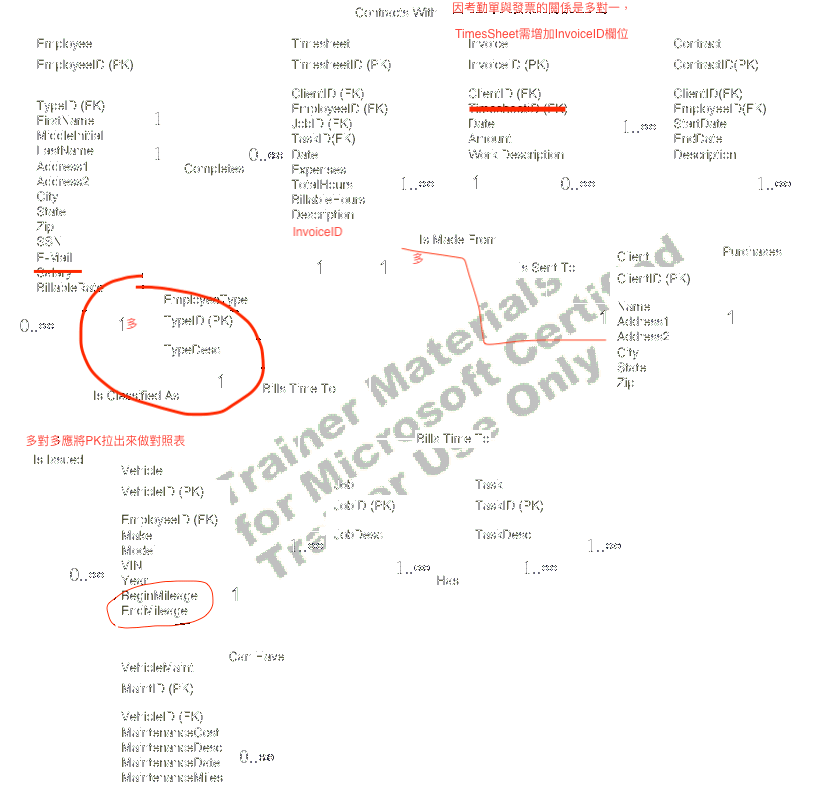 Contracts With
因考勤單與發票的關係是多對一，
TimesSheet需增加InvoiceID欄位
Employee
EmployeeID (PK)
TypeID (FK)
FirstName
MiddleInitial
LastName
Address1
Address2
City
State
Zip
SSN
E-Mail
Salary
BillableRate
1
1
0..∞
Completes
Timesheet
TimesheetID (PK)
ClientID (FK)
EmployeeID (FK)
JobID (FK)
TaskID(FK)
Date
Expenses
TotalHours
BillableHours
Description
InvoiceID
Invoice
InvoiceID (PK)
ClientID (FK)
TimesheetID (FK)
Date
Amount
Work Description
Contract
ContractID(PK)
ClientID(FK)
EmployeeID(FK)
StartDate
EndDate
Description
1..∞
1..∞
1
0..∞
1..∞
Is Made From
1
1
多
Is Sent To
Client
ClientID (PK)
Name
Address1
Address2
City
State
Zip
Purchases
1
1
0..∞
1
多
EmployeeType
TypeID (PK)
TypeDesc
1
Is Classified As
Bills Time To
多對多應將PK拉出來做對照表
Bills Time To
Is Issued
Vehicle
VehicleID (PK)
EmployeeID (FK)
Make
Model
VIN
Year
BeginMileage
EndMileage
0..∞
1
Job
JobID (PK)
JobDesc
Task
TaskID (PK)
TaskDesc
1..∞
1..∞
1..∞
1..∞
Has
Can Have
VehicleMaint
MaintID (PK)
VehicleID (FK)
MaintenanceCost
MaintenanceDesc
MaintenanceDate
MaintenanceMiles
0..∞
Trainer Materials
for Microsoft Certified
Trainer Use Only